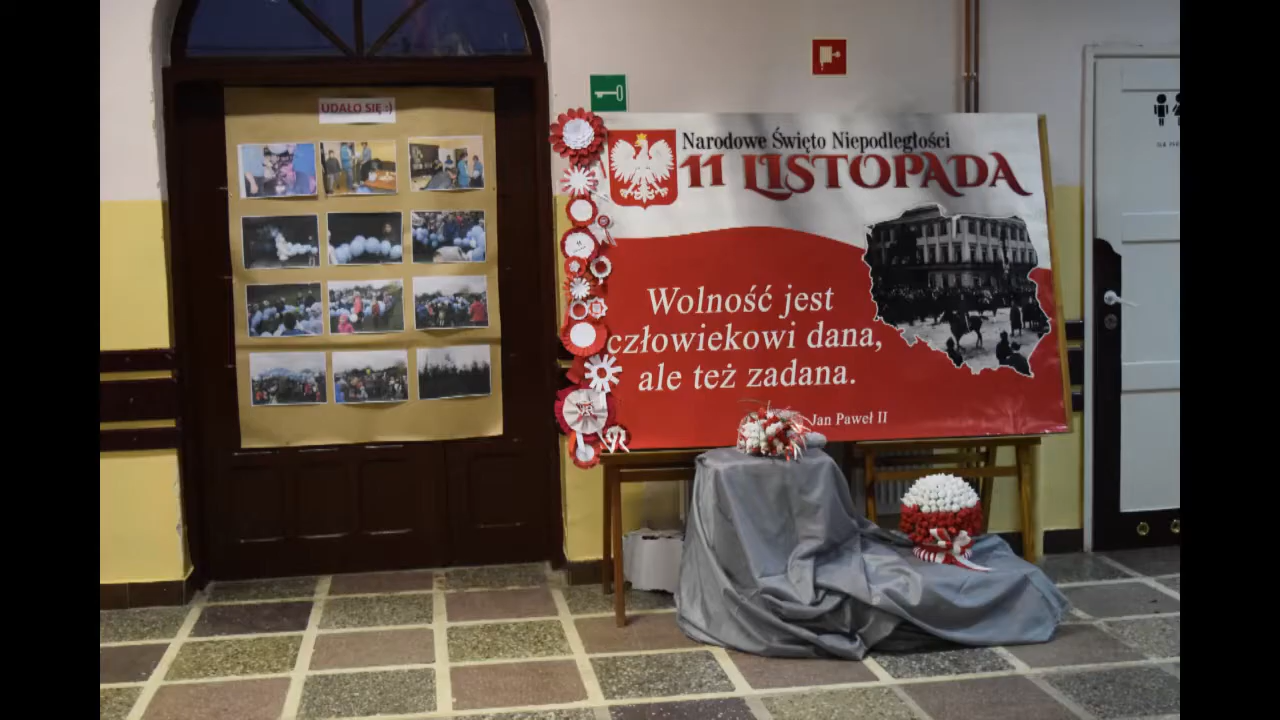 UDAŁO SIĘ :)
Narodowe Święto Niepodległości
11 LISTOPADA
Wolność jest
człowiekowi dana,
ale też zadana.
Jan Paweł II